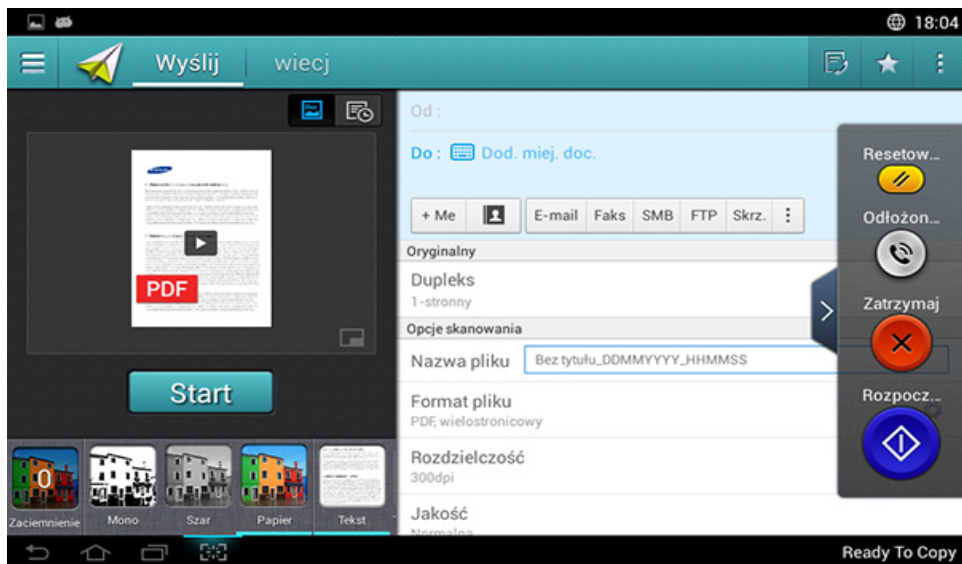 18:04
Wyślij
wiecj
Od :
Do : Dod. miej. doc.
+ Me
E-mail
Faks
SMB
FTP
Skrz.
Oryginalny
Dupleks
1-stronny
Opcje skanowania
Nazwa pliku
Bez tytułu_DDMMYYYY_HHMMSS
Format pliku
PDF, wielostronicowy
Rozdzielczość
300dpi
Jakość
Normalna
PDF
Start
0
Zaciemnienie
Mono
Szar
Papier
Tekst
Resetow...
Odłożon...
Zatrzymaj
Rozpocz...
Ready To Copy